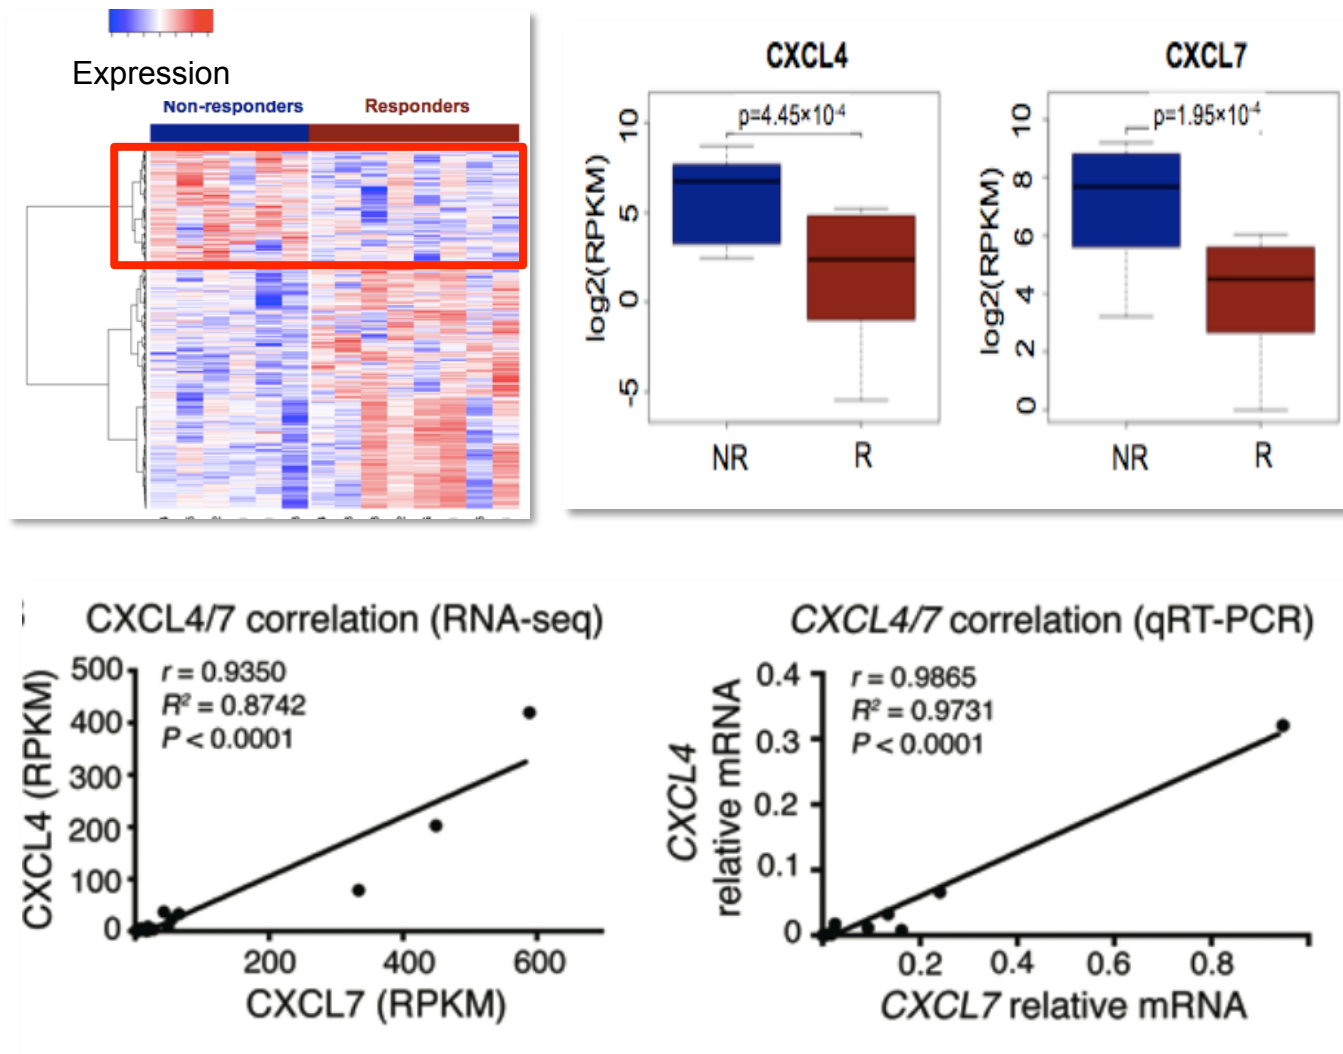 Expression
Non-responders Responders
CXCL4
p=4.45×10⁻⁴
log2(RPKM)
10
5
0
-5
NR R
CXCL7
p=1.95×10⁻⁴
log2(RPKM)
10
8
6
4
2
0
NR R
CXCL4/7 correlation (RNA-seq)
r = 0.9350
R² = 0.8742
P < 0.0001
CXCL4 (RPKM)
500
400
300
200
100
0
200 400 600
CXCL7 (RPKM)
CXCL4/7 correlation (qRT-PCR)
r = 0.9865
R² = 0.9731
P < 0.0001
CXCL4
relative mRNA
0.4
0.3
0.2
0.1
0
0.2 0.4 0.6 0.8
CXCL7 relative mRNA